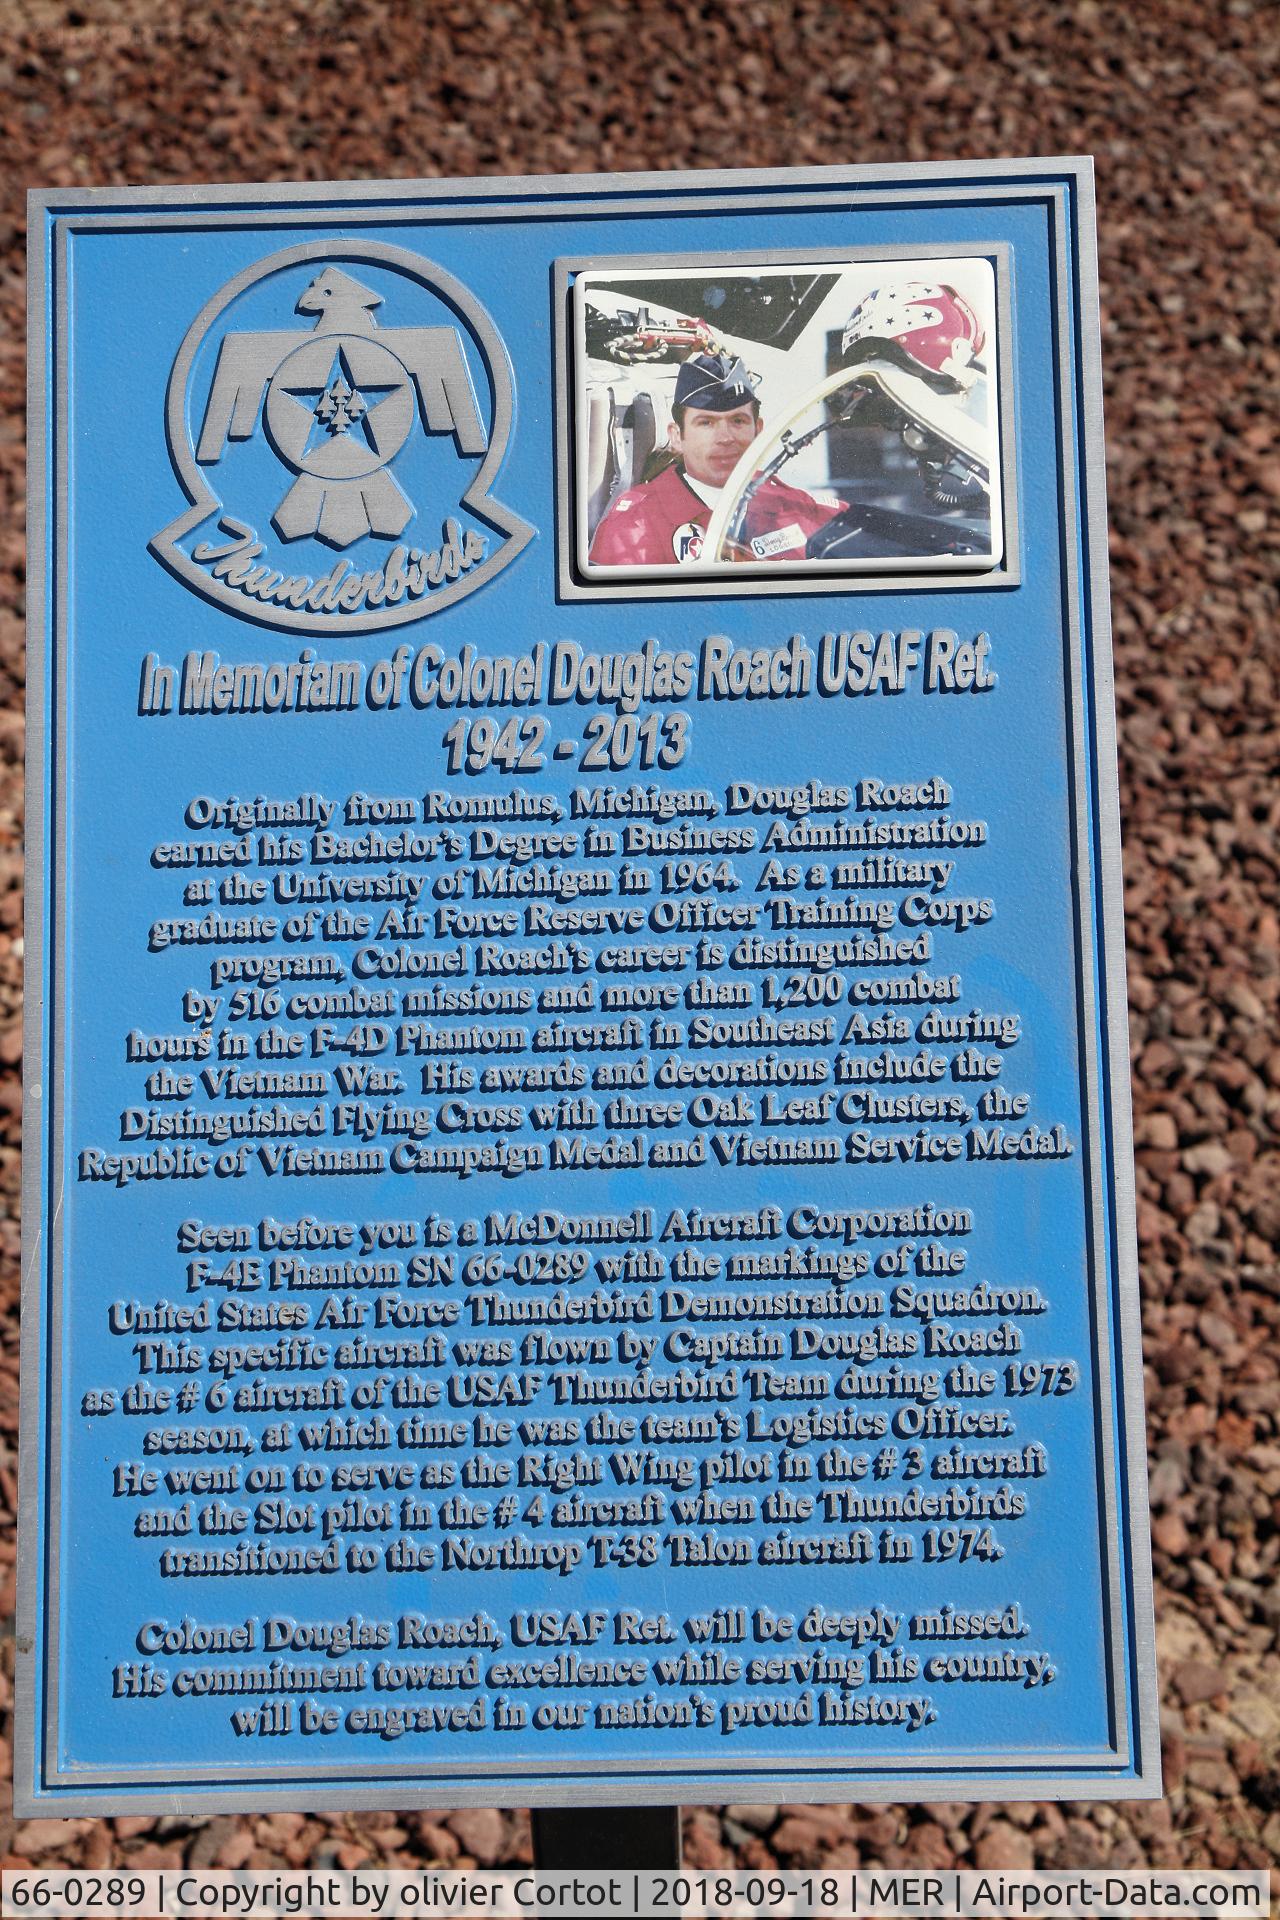 Thunderbirds
6
In Memoriam of Colonel Douglas Roach USAF Ret.
1942 - 2013
Originally from Romulus, Michigan, Douglas Roach
earned his Bachelor's Degree in Business Administration
at the University of Michigan in 1964. As a military
graduate of the Air Force Reserve Officer Training Corps
program, Colonel Roach's career is distinguished
by 516 combat missions and more than 1,200 combat
hours in the F-4D Phantom aircraft in Southeast Asia during
the Vietnam War. His awards and decorations include the
Distinguished Flying Cross with three Oak Leaf Clusters, the
Republic of Vietnam Campaign Medal and Vietnam Service Medal.
Seen before you is a McDonnell Aircraft Corporation
F-4E Phantom SN 66-0289 with the markings of the
United States Air Force Thunderbird Demonstration Squadron.
This specific aircraft was flown by Captain Douglas Roach
as the # 6 aircraft of the USAF Thunderbird Team during the 1973
season, at which time he was the team's Logistics Officer.
He went on to serve as the Right Wing pilot in the # 3 aircraft
and the Slot pilot in the # 4 aircraft when the Thunderbirds
transitioned to the Northrop T-38 Talon aircraft in 1974.
Colonel Douglas Roach, USAF Ret. will be deeply missed.
His commitment toward excellence while serving his country,
will be engraved in our nation's proud history.
66-0289 | Copyright by olivier Cortot | 2018-09-18 | MER | Airport-Data.com